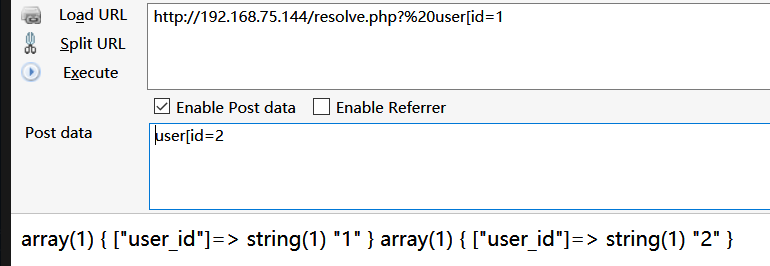 Load URL
http://192.168.75.144/resolve.php?%20user[id=1
Split URL
Execute
Enable Post data
Enable Referrer
Post data
user[id=2
array(1) { ["user_id"]=> string(1) "1" } array(1) { ["user_id"]=> string(1) "2" }